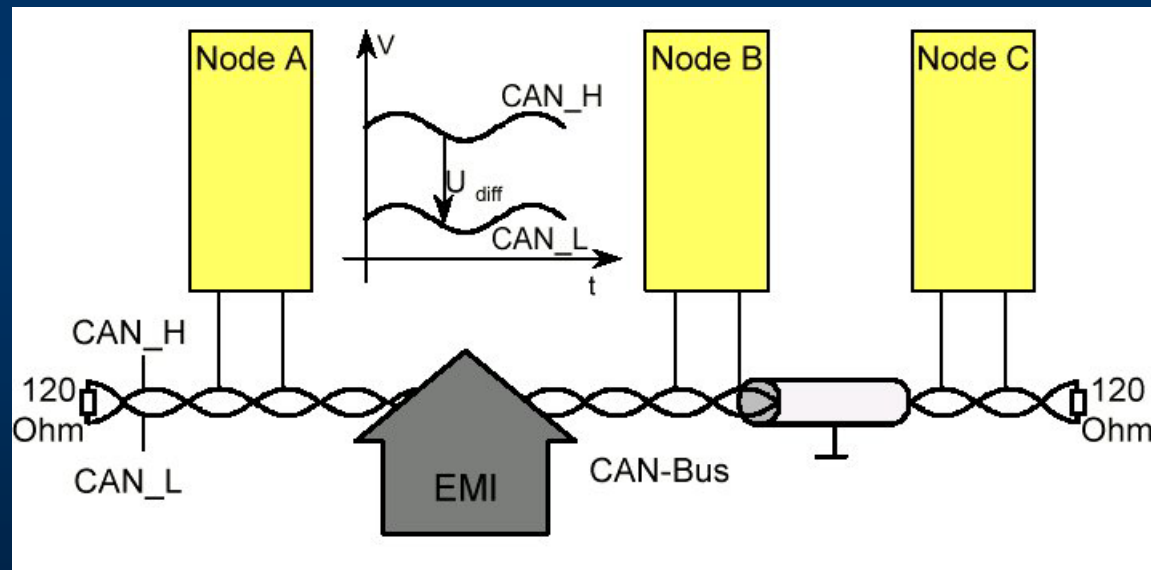 Node A
V
CAN_H
U diff
CAN_L
t
Node B
Node C
CAN_H
120
Ohm
CAN_L
EMI
CAN-Bus
120
Ohm